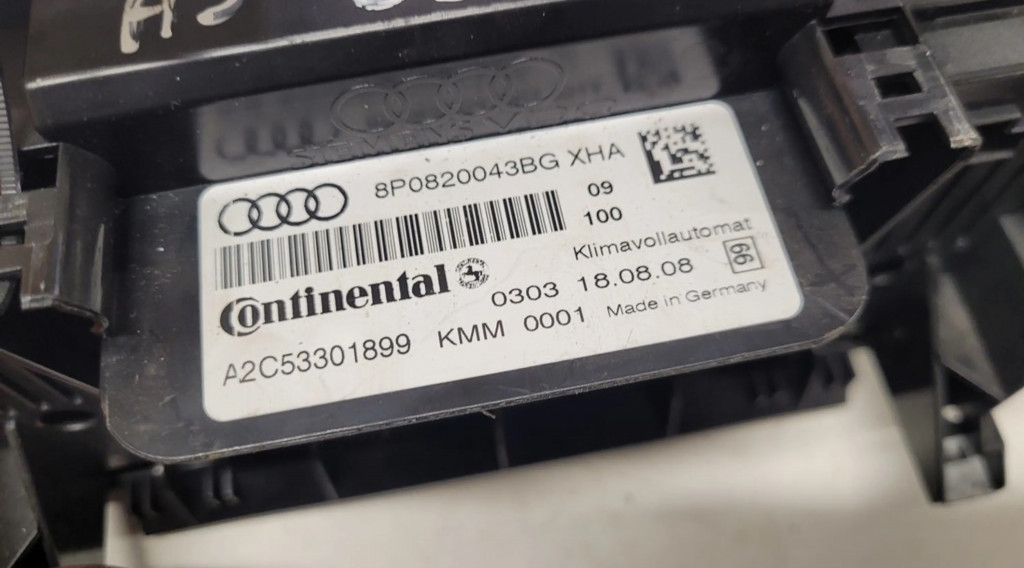 8P0820043BG XHA
09
100
Klimavollautomat
Continental
0303 18.08.08
66
A2C53301899 KMM 0001 Made in Germany